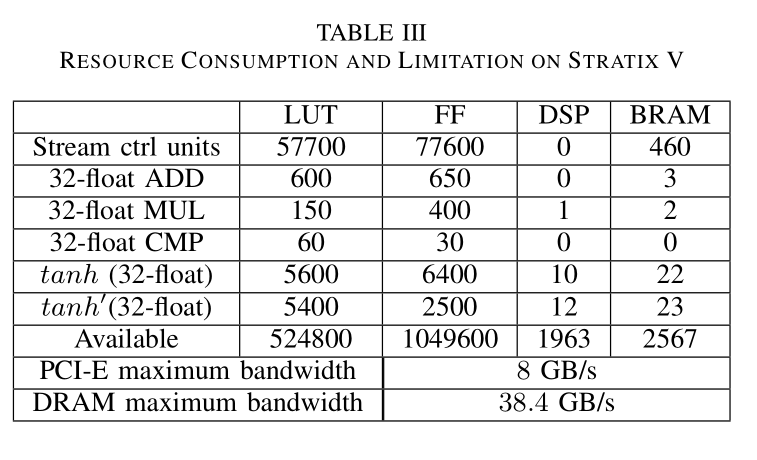 TABLE III
RESOURCE CONSUMPTION AND LIMITATION ON STRATIX V
LUT FF DSP BRAM
Stream ctrl units 57700 77600 0 460
32-float ADD 600 650 0 3
32-float MUL 150 400 1 2
32-float CMP 60 30 0 0
tanh (32-float) 5600 6400 10 22
tanh′(32-float) 5400 2500 12 23
Available 524800 1049600 1963 2567
PCI-E maximum bandwidth 8 GB/s
DRAM maximum bandwidth 38.4 GB/s